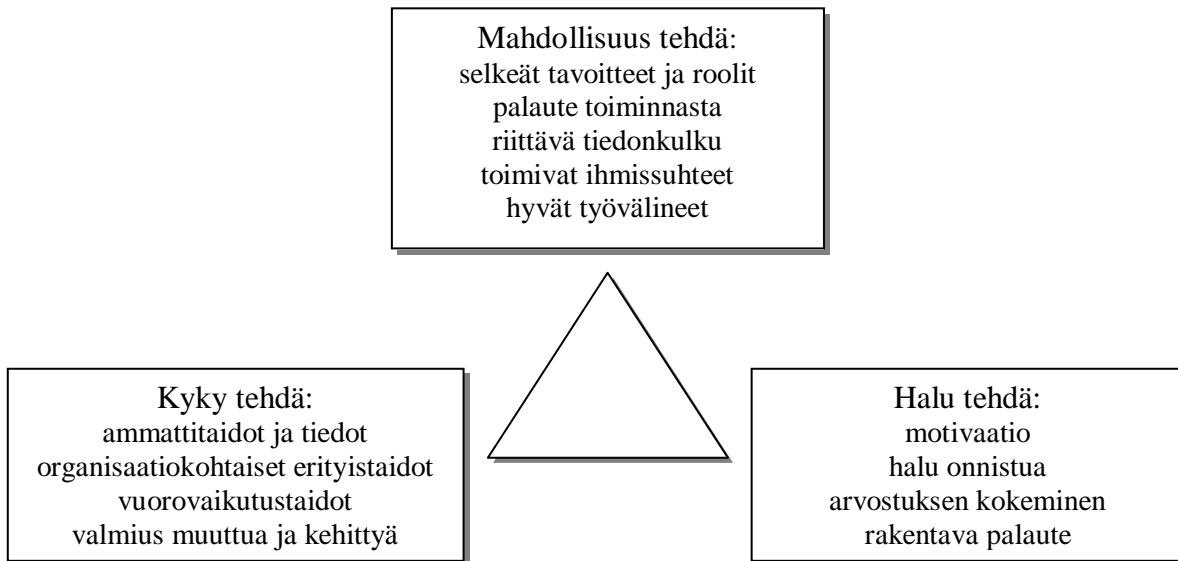 Mahdollisuus tehdä:
selkeät tavoitteet ja roolit
palaute toiminnasta
riittävä tiedonkulku
toimivat ihmissuhteet
hyvät työvälineet
Kyky tehdä:
ammattitaidot ja tiedot
organisaatiokohtaiset erityistaidot
vuorovaikutustaidot
valmius muuttua ja kehittyä
Halu tehdä:
motivaatio
halu onnistua
arvostuksen kokeminen
rakentava palaute